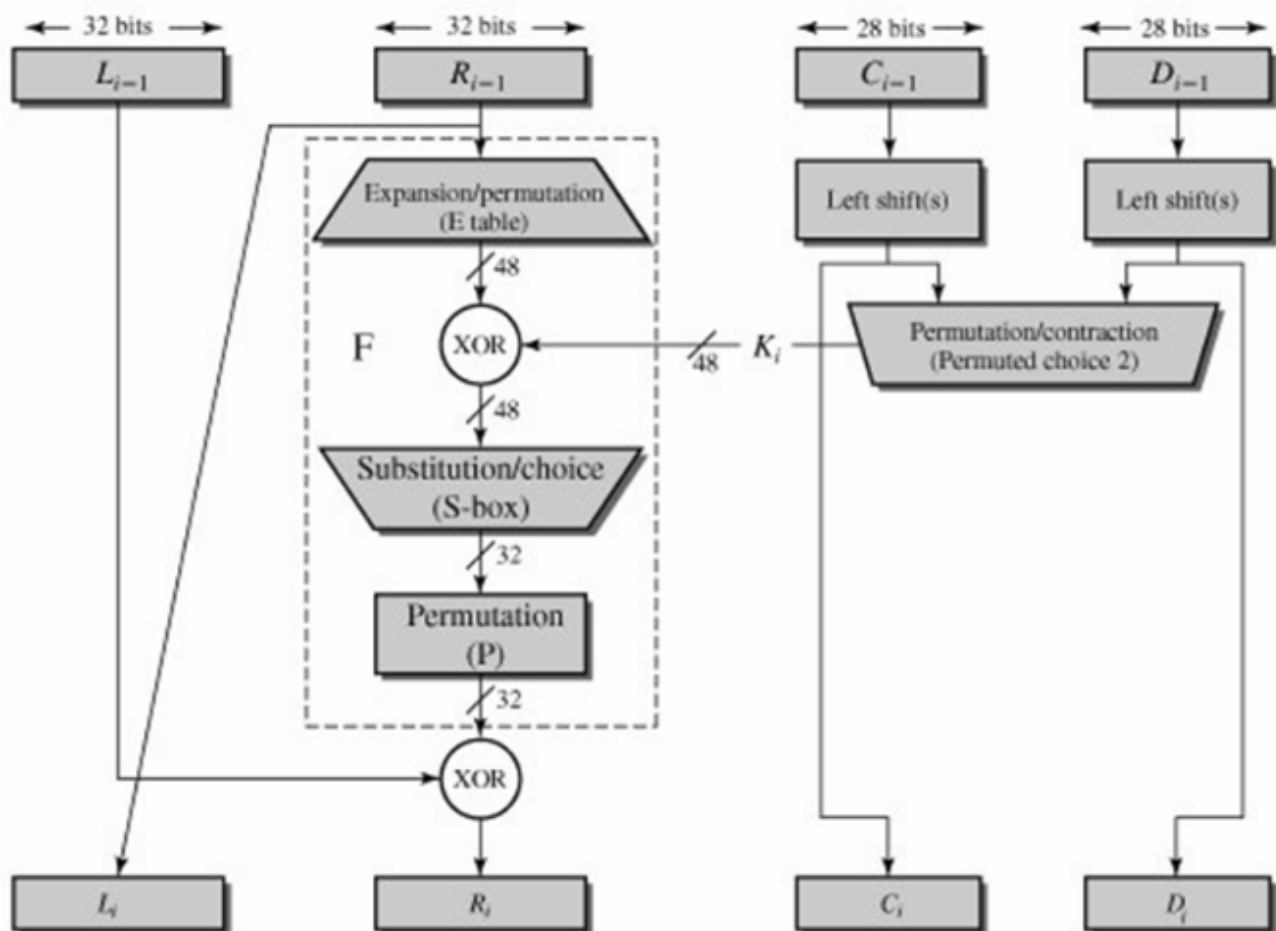 32 bits
32 bits
28 bits
28 bits
L_{i-1}
R_{i-1}
C_{i-1}
D_{i-1}
Expansion/permutation
(E table)
Left shift(s)
Left shift(s)
48
F
XOR
48
K_i
Permutation/contraction
(Permuted choice 2)
48
Substitution/choice
(S-box)
32
Permutation
(P)
32
XOR
L_i
R_i
C_i
D_i